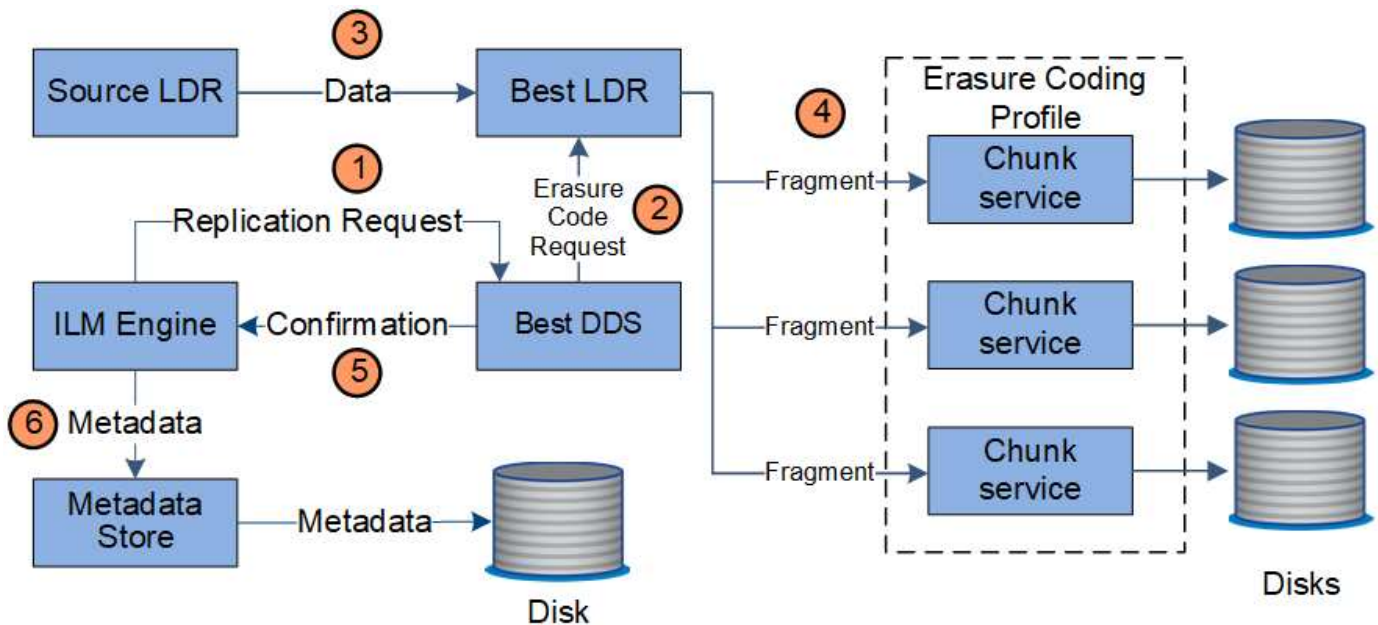 3
Source LDR
Data
Best LDR
4
Erasure Coding
Profile
Chunk
service
Fragment
1
Replication Request
Erasure
Code
Request
2
ILM Engine
Confirmation
Best DDS
5
Fragment
Chunk
service
6
Metadata
Metadata
Store
Metadata
Disk
Fragment
Chunk
service
Disks